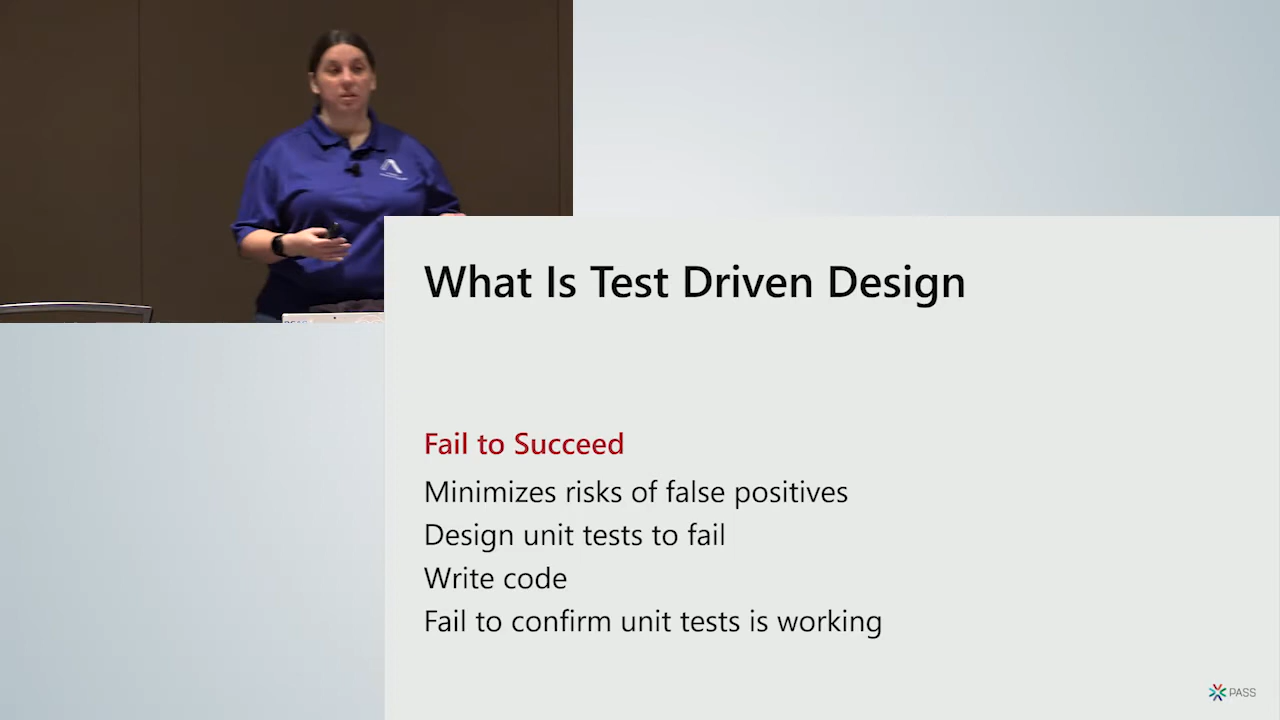 What Is Test Driven Design
Fail to Succeed
Minimizes risks of false positives
Design unit tests to fail
Write code
Fail to confirm unit tests is working
PASS